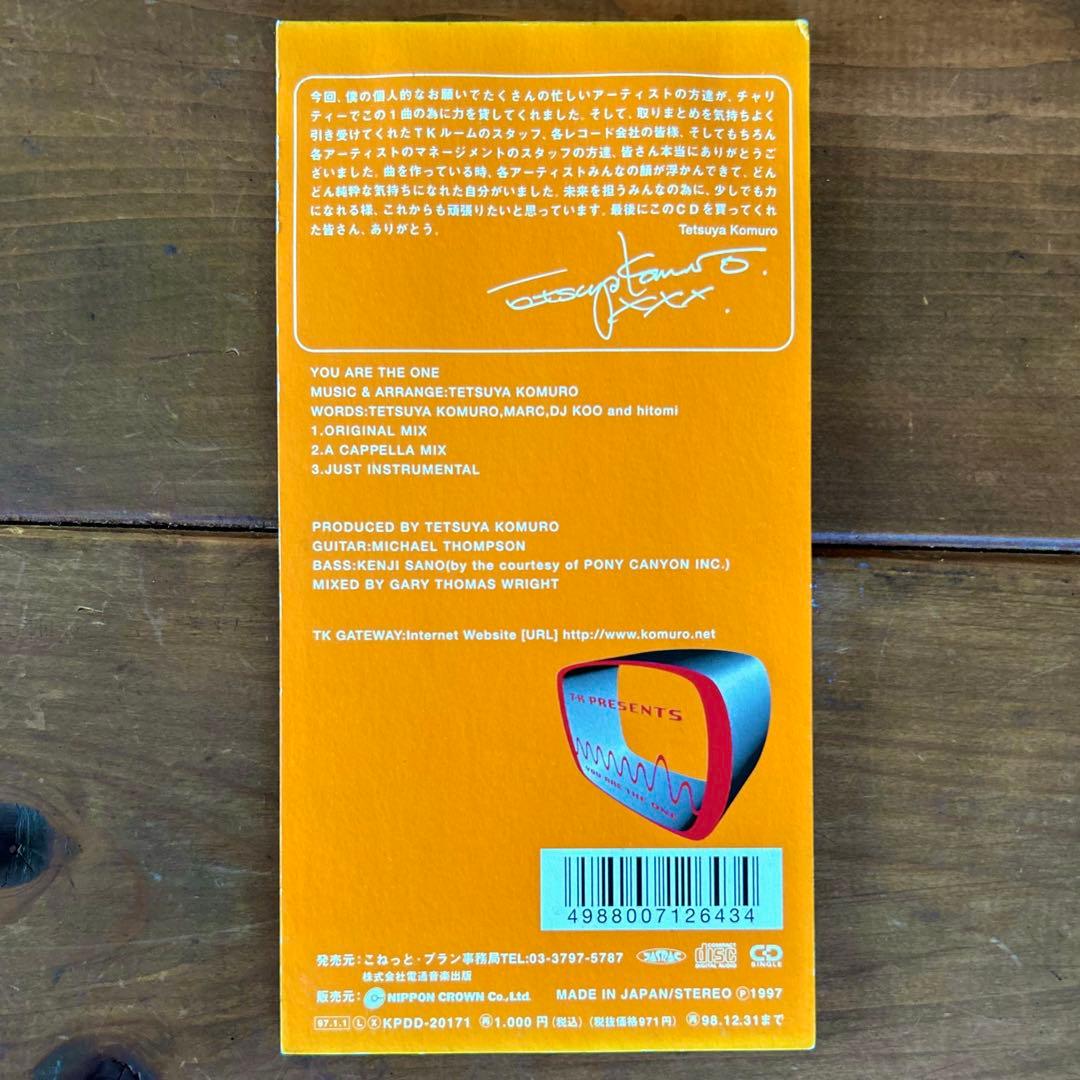 今回、僕の個人的なお願いでたくさんの忙しいアーティストの方達が、チャリ
ティーでこの1曲の為に力を貸してくれました。そして、取りまとめを気持ちよく
引き受けてくれたTKルームのスタッフ、各レコード会社の皆様、そしてもちろん
各アーティストのマネージメントのスタッフの方達、皆さん本当にありがとうご
ざいました。曲を作っている時、各アーティストみんなの顔が浮かんできて、どん
どん純粋な気持ちになれた自分がいました。未来を担うみんなの為に、少しでも力
になれる様、これからも頑張りたいと思っています。最後にこのCDを買ってくれ
た皆さん、ありがとう。
Tetsuya Komuro
Tetsuya Komuro.
xxx.
YOU ARE THE ONE
MUSIC & ARRANGE:TETSUYA KOMURO
WORDS:TETSUYA KOMURO,MARC,DJ KOO and hitomi
1.ORIGINAL MIX
2.A CAPPELLA MIX
3.JUST INSTRUMENTAL
PRODUCED BY TETSUYA KOMURO
GUITAR:MICHAEL THOMPSON
BASS:KENJI SANO(by the courtesy of PONY CANYON INC.)
MIXED BY GARY THOMAS WRIGHT
TK GATEWAY:Internet Website [URL] http://www.komuro.net
T·K PRESENTS
YOU ARE THE ONE
4988007126434
発売元：こねっと・プラン事務局TEL:03-3797-5787
株式会社電通音楽出版
JASRAC
COMPACT disc DIGITAL AUDIO
CD SINGLE
販売元： NIPPON CROWN Co.,Ltd. MADE IN JAPAN/STEREO Ⓟ1997
97.1.1 Ⓛ Ⓧ KPDD-20171 ㊢1.000円(税込)(税抜価格971円) ㊢98.12.31まで